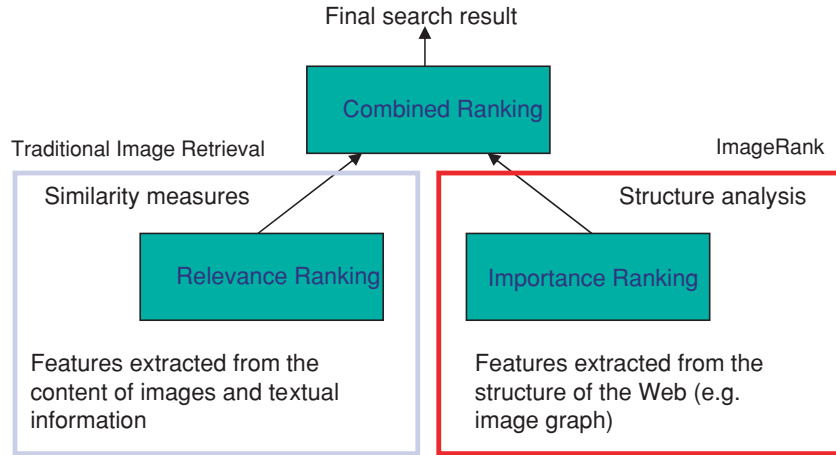 Final search result
Combined Ranking
Traditional Image Retrieval
ImageRank
Similarity measures
Structure analysis
Relevance Ranking
Importance Ranking
Features extracted from the
content of images and textual
information
Features extracted from the
structure of the Web (e.g.
image graph)